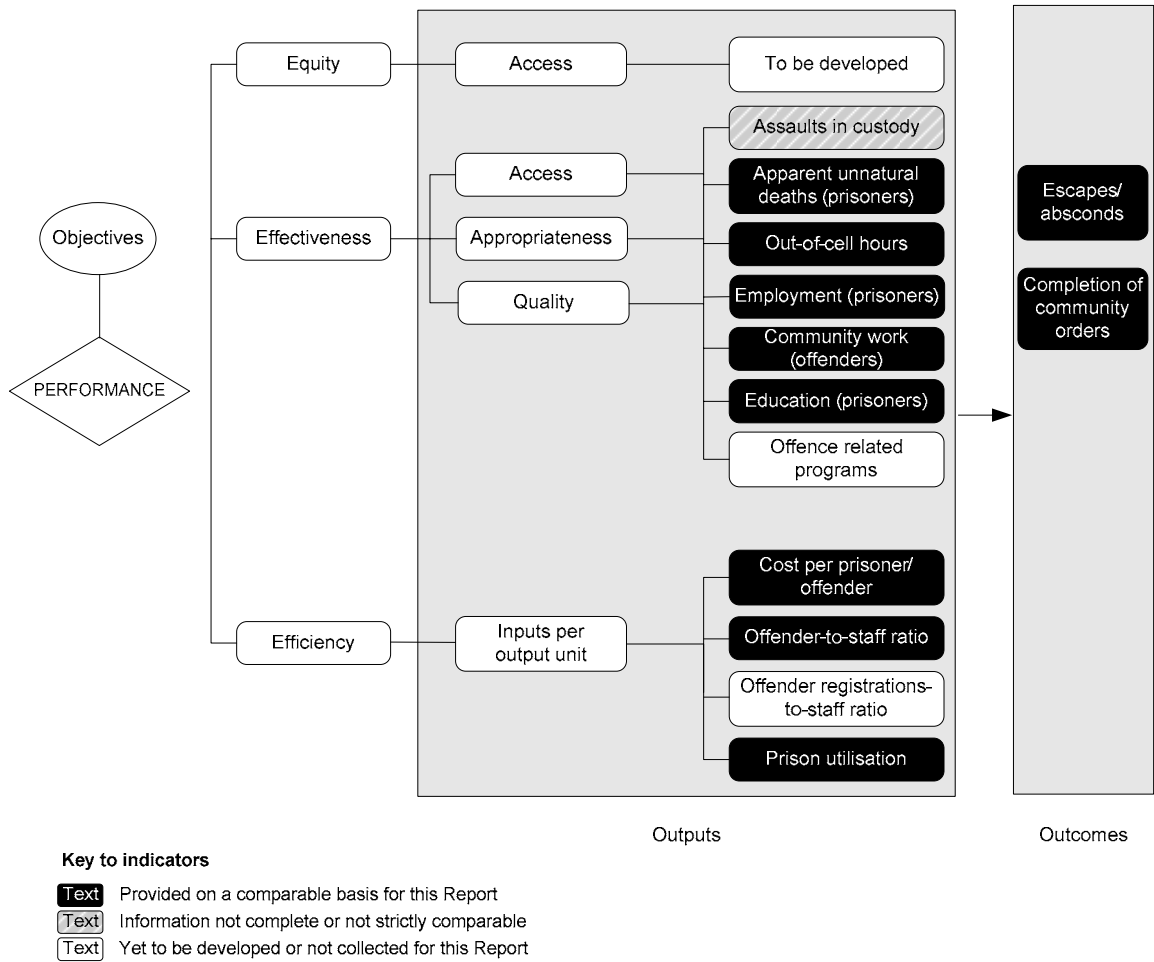 Equity
Access
To be developed
Assaults in custody
Access
Apparent unnatural
deaths (prisoners)
Escapes/
absconds
Objectives
Effectiveness
Appropriateness
Out-of-cell hours
Quality
Employment (prisoners)
Completion of
community
orders
Community work
(offenders)
PERFORMANCE
Education (prisoners)
Offence related
programs
Cost per prisoner/
offender
Efficiency
Inputs per
output unit
Offender-to-staff ratio
Offender registrations-
to-staff ratio
Prison utilisation
Outputs
Outcomes
Key to indicators
Text Provided on a comparable basis for this Report
Text Information not complete or not strictly comparable
Text Yet to be developed or not collected for this Report